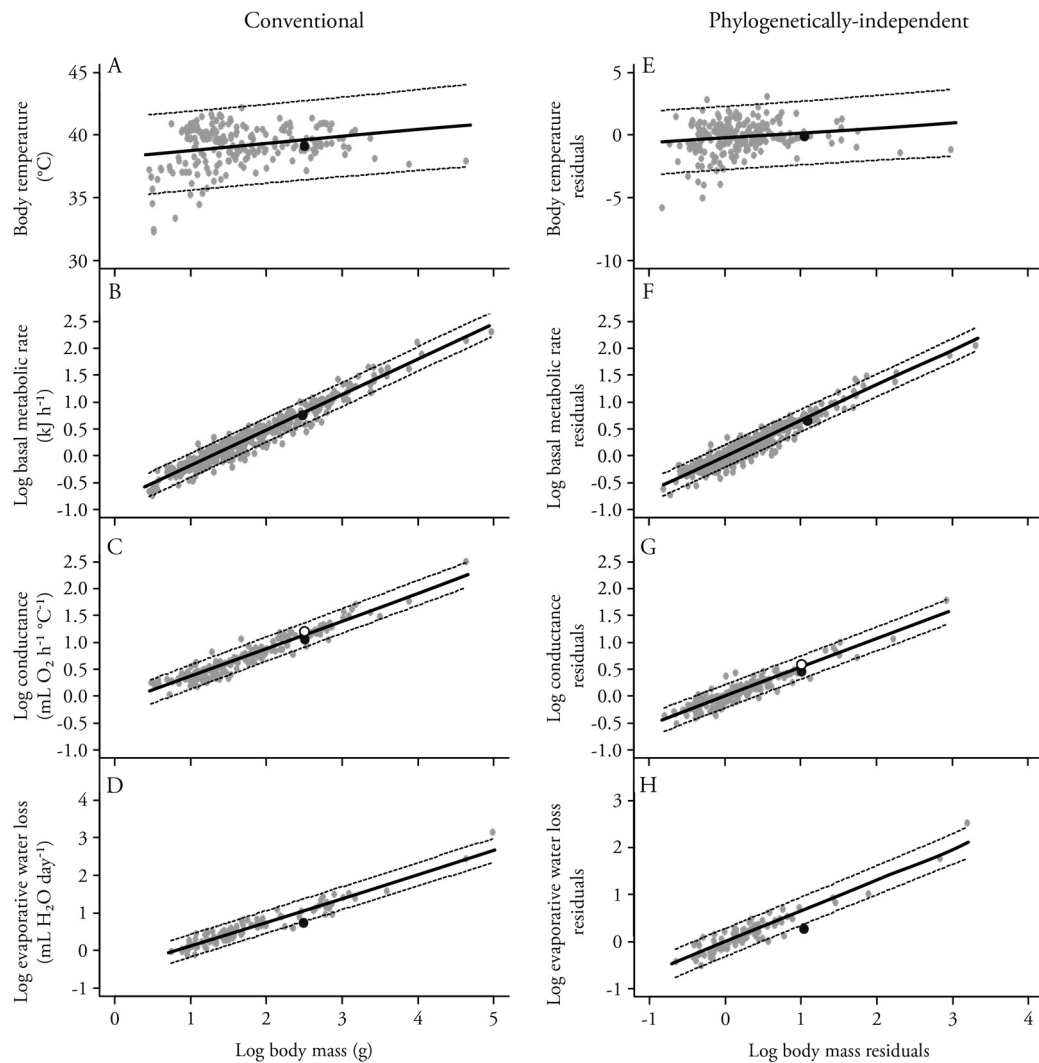 Conventional
Phylogenetically-independent
A
Body temperature
(°C)
45
40
35
30
E
Body temperature
residuals
5
0
-5
-10
B
Log basal metabolic rate
(kJ h⁻¹)
2.5
2.0
1.5
1.0
0.5
0.0
-0.5
-1.0
F
Log basal metabolic rate
residuals
2.5
2.0
1.5
1.0
0.5
0.0
-0.5
-1.0
C
Log conductance
(mL O₂ h⁻¹ °C⁻¹)
2.5
2.0
1.5
1.0
0.5
0.0
-0.5
-1.0
G
Log conductance
residuals
2.5
2.0
1.5
1.0
0.5
0.0
-0.5
-1.0
D
Log evaporative water loss
(mL H₂O day⁻¹)
4
3
2
1
0
-1
0 1 2 3 4 5
Log body mass (g)
H
Log evaporative water loss
residuals
3
2
1
0
-1
-1 0 1 2 3 4
Log body mass residuals